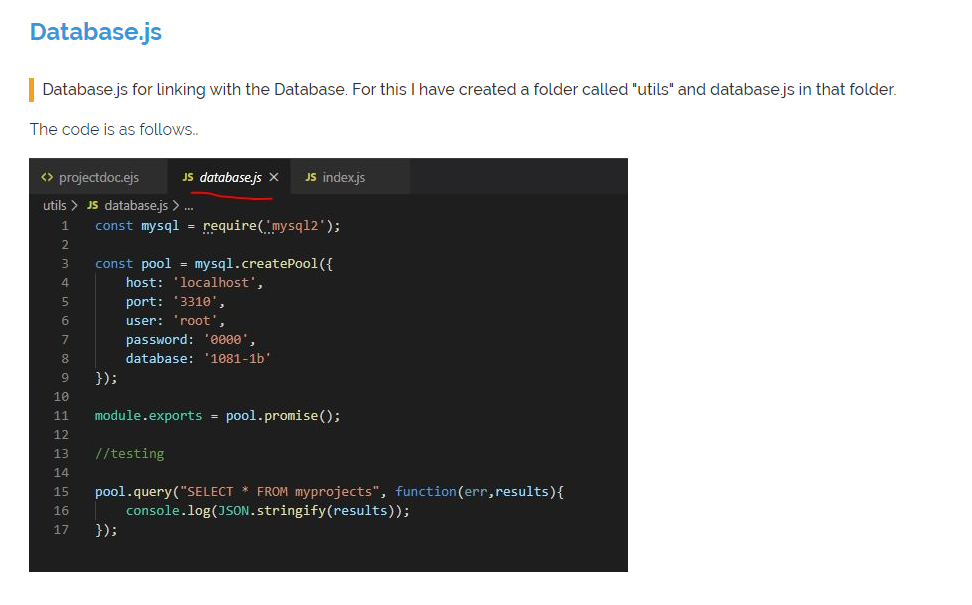 Database.js
Database.js for linking with the Database. For this I have created a folder called "utils" and database.js in that folder.
The code is as follows..
<> projectdoc.ejs JS database.js × JS index.js
utils > JS database.js > ...
1 const mysql = require('mysql2');
2
3 const pool = mysql.createPool({
4 host: 'localhost',
5 port: '3310',
6 user: 'root',
7 password: '0000',
8 database: '1081-1b'
9 });
10
11 module.exports = pool.promise();
12
13 //testing
14
15 pool.query("SELECT * FROM myprojects", function(err,results){
16 console.log(JSON.stringify(results));
17 });